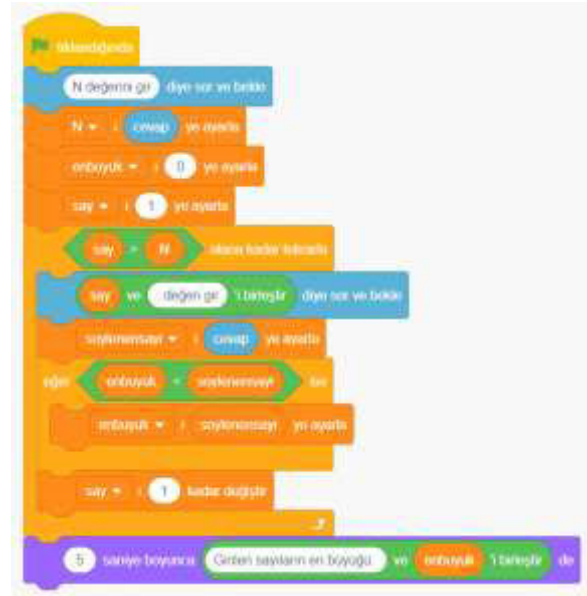 tıklandığında
N değerini gir diye sor ve bekle
N 'i cevap ye ayarla
enbuyuk 'i 0 ye ayarla
say 'i 1 ye ayarla
say > N olana kadar tekrarla
say ve . değeri gir 'i birleştir diye sor ve bekle
soylenensayi 'i cevap ye ayarla
eğer enbuyuk < soylenensayi ise
enbuyuk 'i soylenensayi ye ayarla
say 'i 1 kadar değiştir
5 saniye boyunca Girilen sayıların en büyüğü ve enbuyuk 'i birleştir de